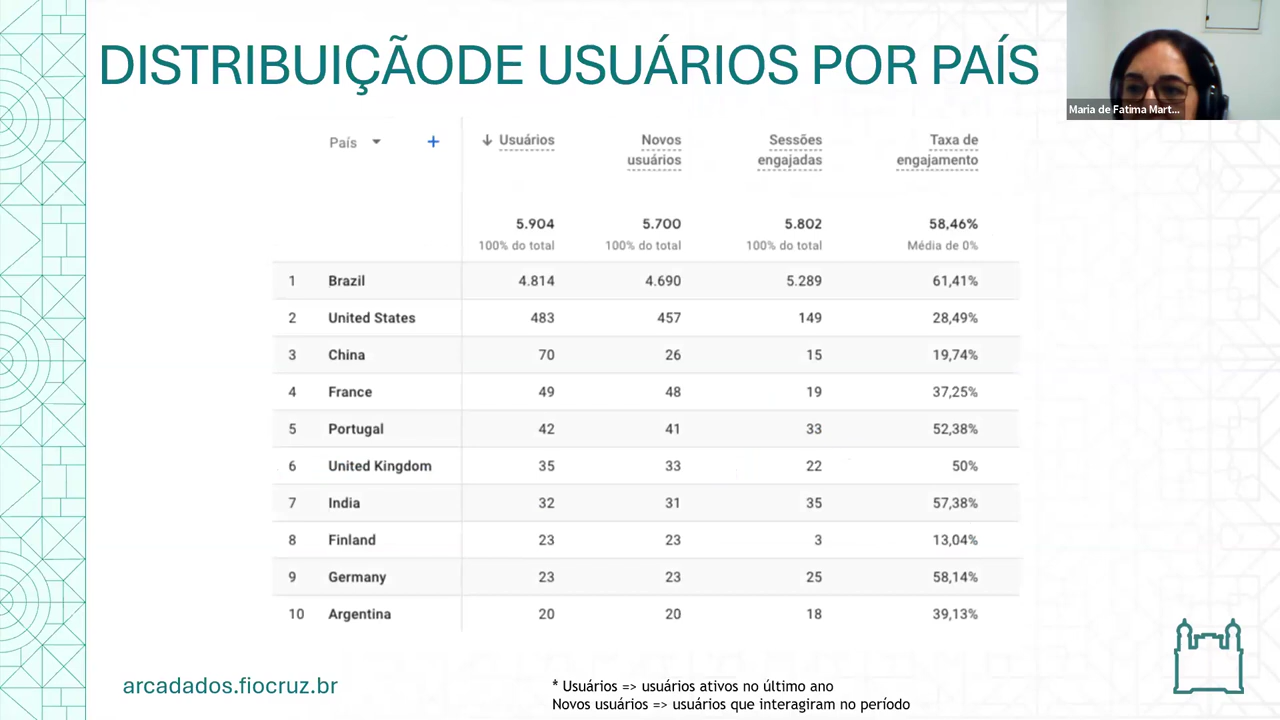 DISTRIBUIÇÃODE USUÁRIOS POR PAÍS
Maria de Fatima Mart...
País + ↓ Usuários Novos usuários Sessões engajadas Taxa de engajamento
5.904 5.700 5.802 58,46%
100% do total 100% do total 100% do total Média de 0%
1 Brazil 4.814 4.690 5.289 61,41%
2 United States 483 457 149 28,49%
3 China 70 26 15 19,74%
4 France 49 48 19 37,25%
5 Portugal 42 41 33 52,38%
6 United Kingdom 35 33 22 50%
7 India 32 31 35 57,38%
8 Finland 23 23 3 13,04%
9 Germany 23 23 25 58,14%
10 Argentina 20 20 18 39,13%
arcadados.fiocruz.br
* Usuários => usuários ativos no último ano
Novos usuários => usuários que interagiram no período